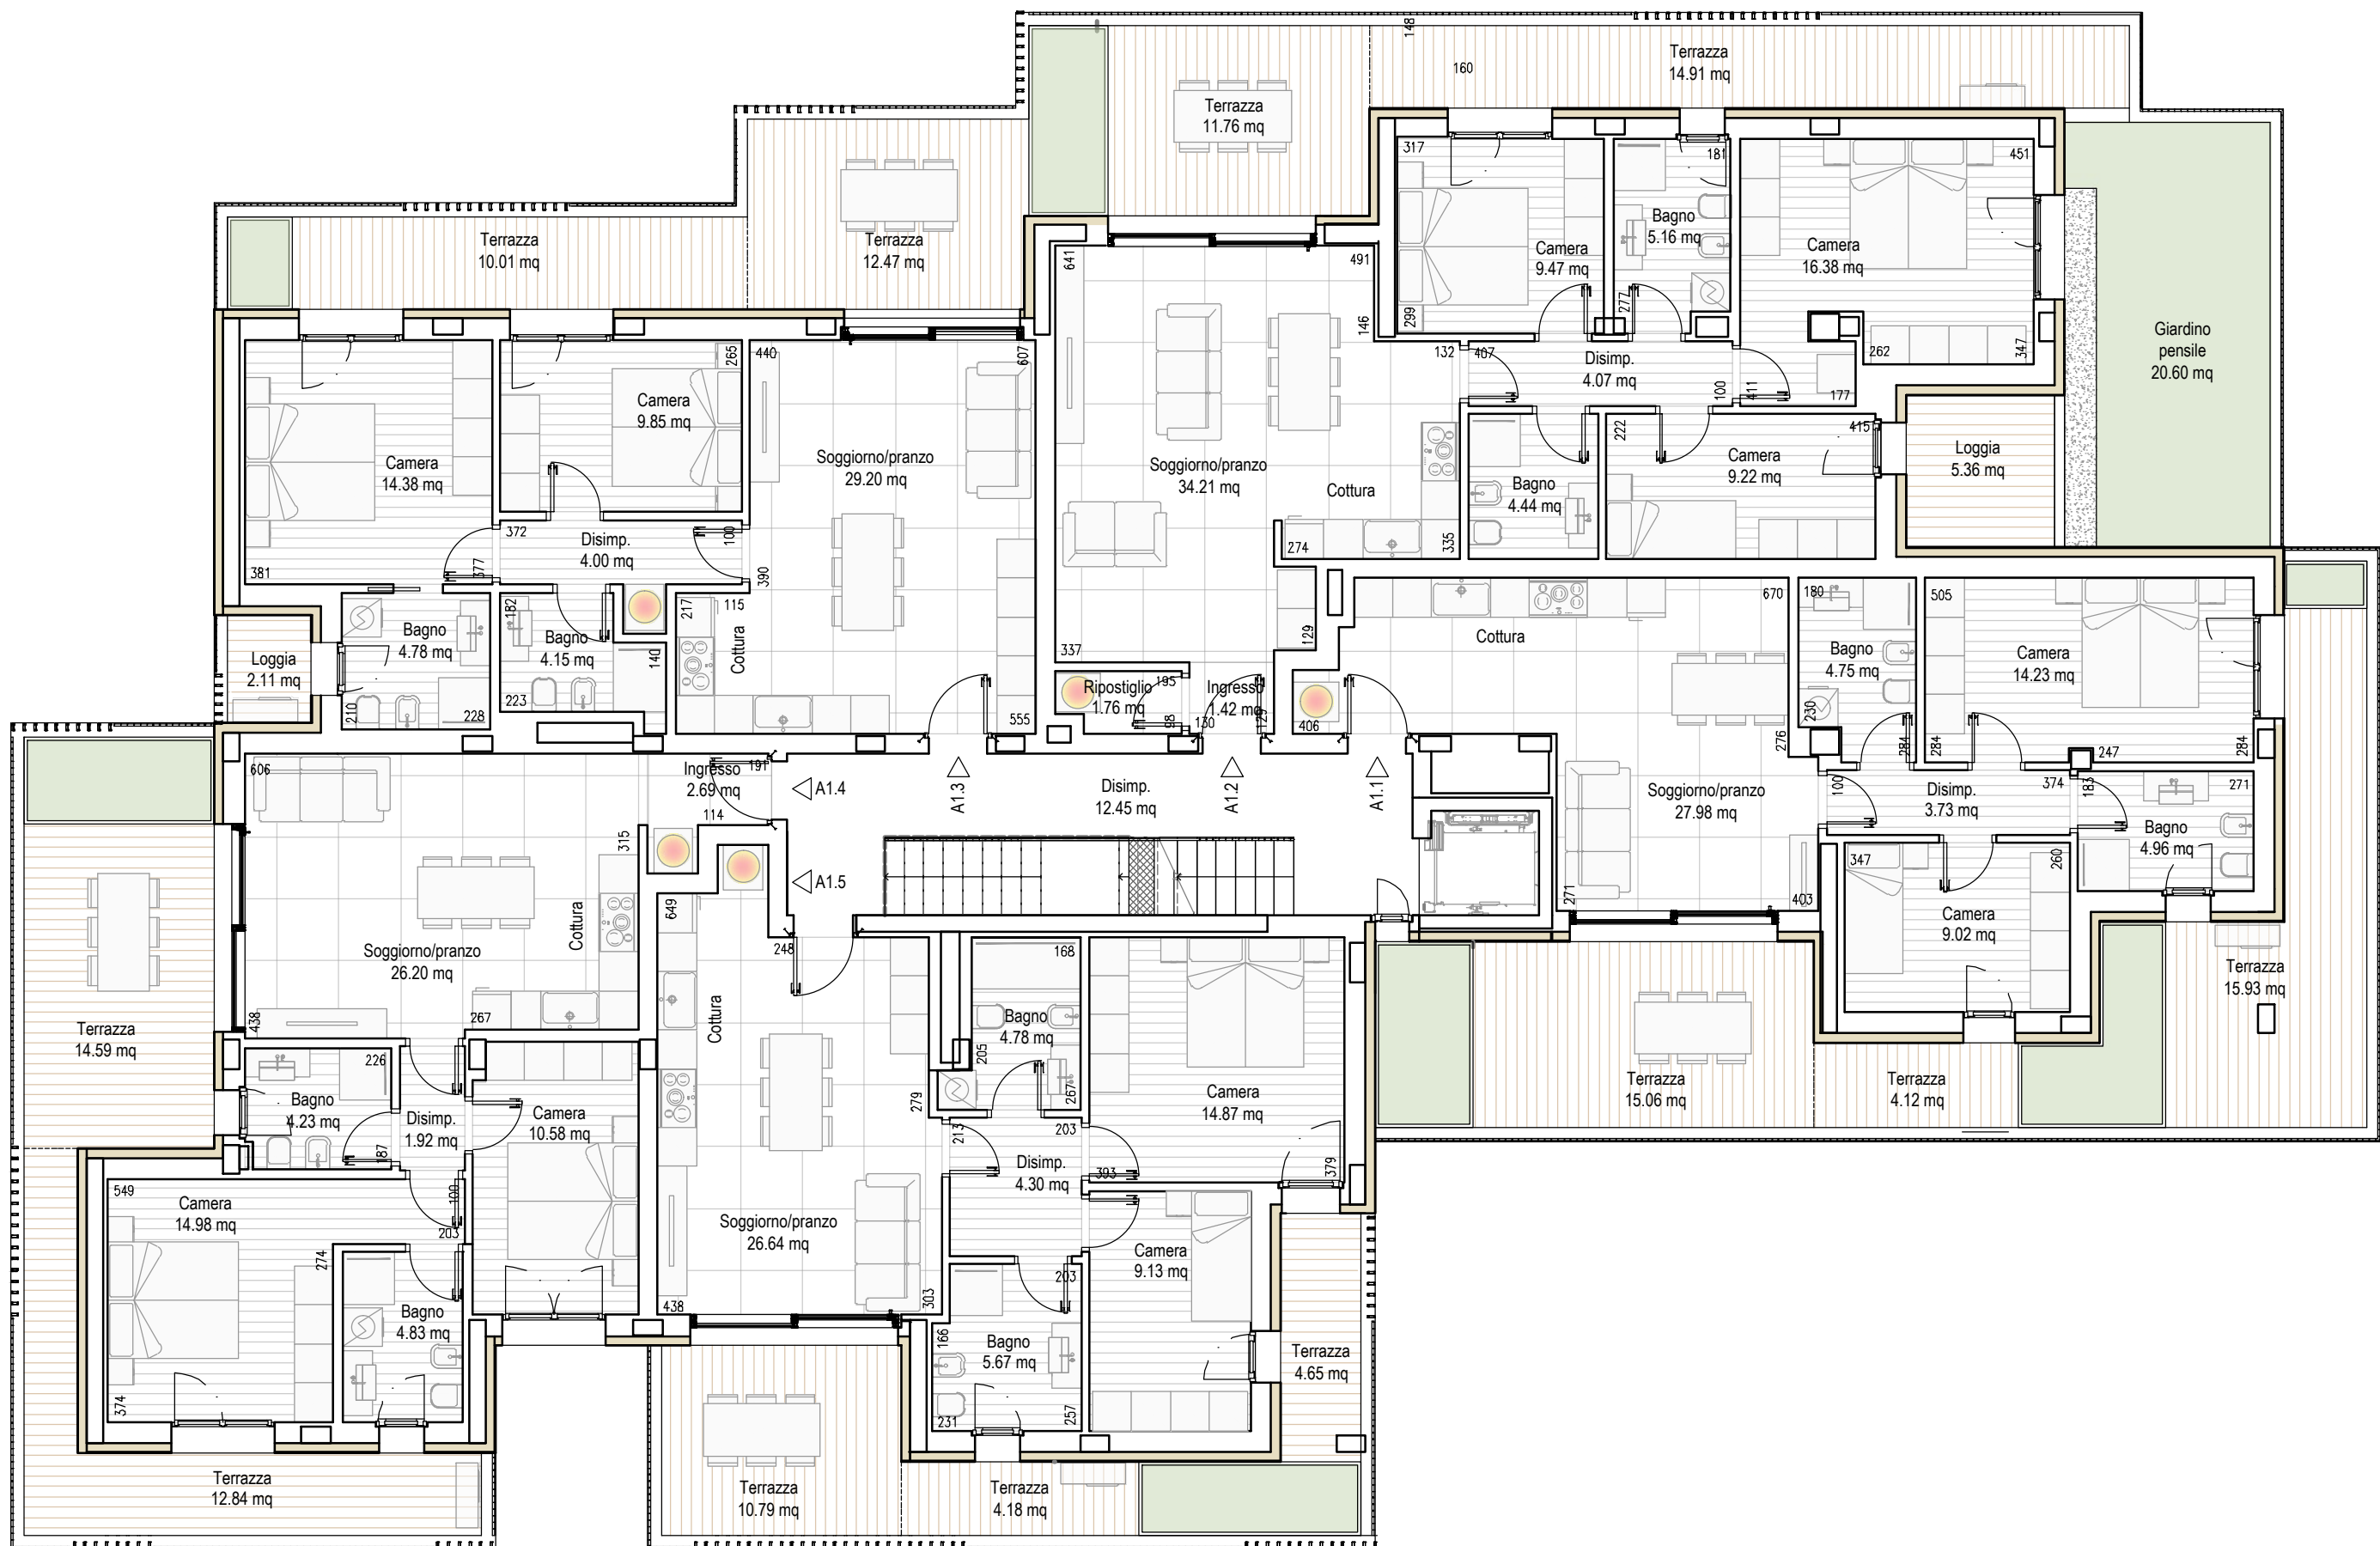 148
Terrazza
14.91 mq
160
Terrazza
11.76 mq
317
181
451
Bagno
5.16 mq
Camera
9.47 mq
Camera
16.38 mq
Terrazza
10.01 mq
Terrazza
12.47 mq
641
491
299
277
146
262
347
Giardino
pensile
20.60 mq
265
440
607
132
407
Disimp.
4.07 mq
100
411
177
Camera
9.85 mq
Camera
14.38 mq
Soggiorno/pranzo
29.20 mq
Soggiorno/pranzo
34.21 mq
Cottura
222
415
Camera
9.22 mq
Loggia
5.36 mq
Bagno
4.44 mq
372
Disimp.
4.00 mq
100
381
377
390
274
335
217
115
182
Bagno
4.78 mq
Bagno
4.15 mq
Cottura
140
Loggia
2.11 mq
210
228
223
555
337
129
Ripostiglio
1.76 mq
195
98
Ingresso
1.42 mq
130
129
406
Cottura
670
180
505
Bagno
4.75 mq
Camera
14.23 mq
230
276
284
284
247
284
606
Ingresso
2.69 mq
191
114
A1.4
A1.3
Disimp.
12.45 mq
A1.2
A1.1
Soggiorno/pranzo
27.98 mq
100
Disimp.
3.73 mq
374
183
271
Bagno
4.96 mq
315
A1.5
347
260
271
403
Camera
9.02 mq
649
248
Cottura
Soggiorno/pranzo
26.20 mq
438
267
Cottura
168
Bagno
4.78 mq
205
267
Terrazza
15.93 mq
Terrazza
14.59 mq
226
Bagno
4.23 mq
187
Disimp.
1.92 mq
Camera
10.58 mq
279
Camera
14.87 mq
Terrazza
15.06 mq
Terrazza
4.12 mq
213
203
Disimp.
4.30 mq
393
379
549
Camera
14.98 mq
100
203
274
Soggiorno/pranzo
26.64 mq
Camera
9.13 mq
203
438
303
Bagno
4.83 mq
374
166
Bagno
5.67 mq
231
257
Terrazza
4.65 mq
Terrazza
12.84 mq
Terrazza
10.79 mq
Terrazza
4.18 mq